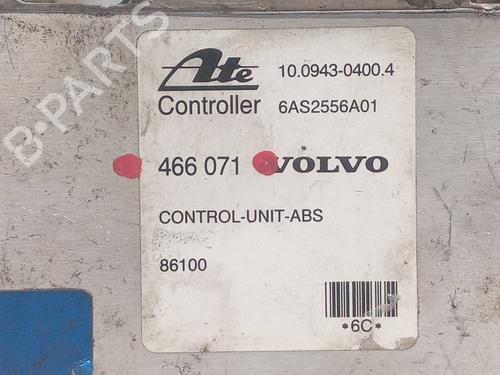 Ate 10.0943-0400.4
Controller 6AS2556A01
466 071 VOLVO
CONTROL-UNIT-ABS
86100
*6C*
B-PARTS